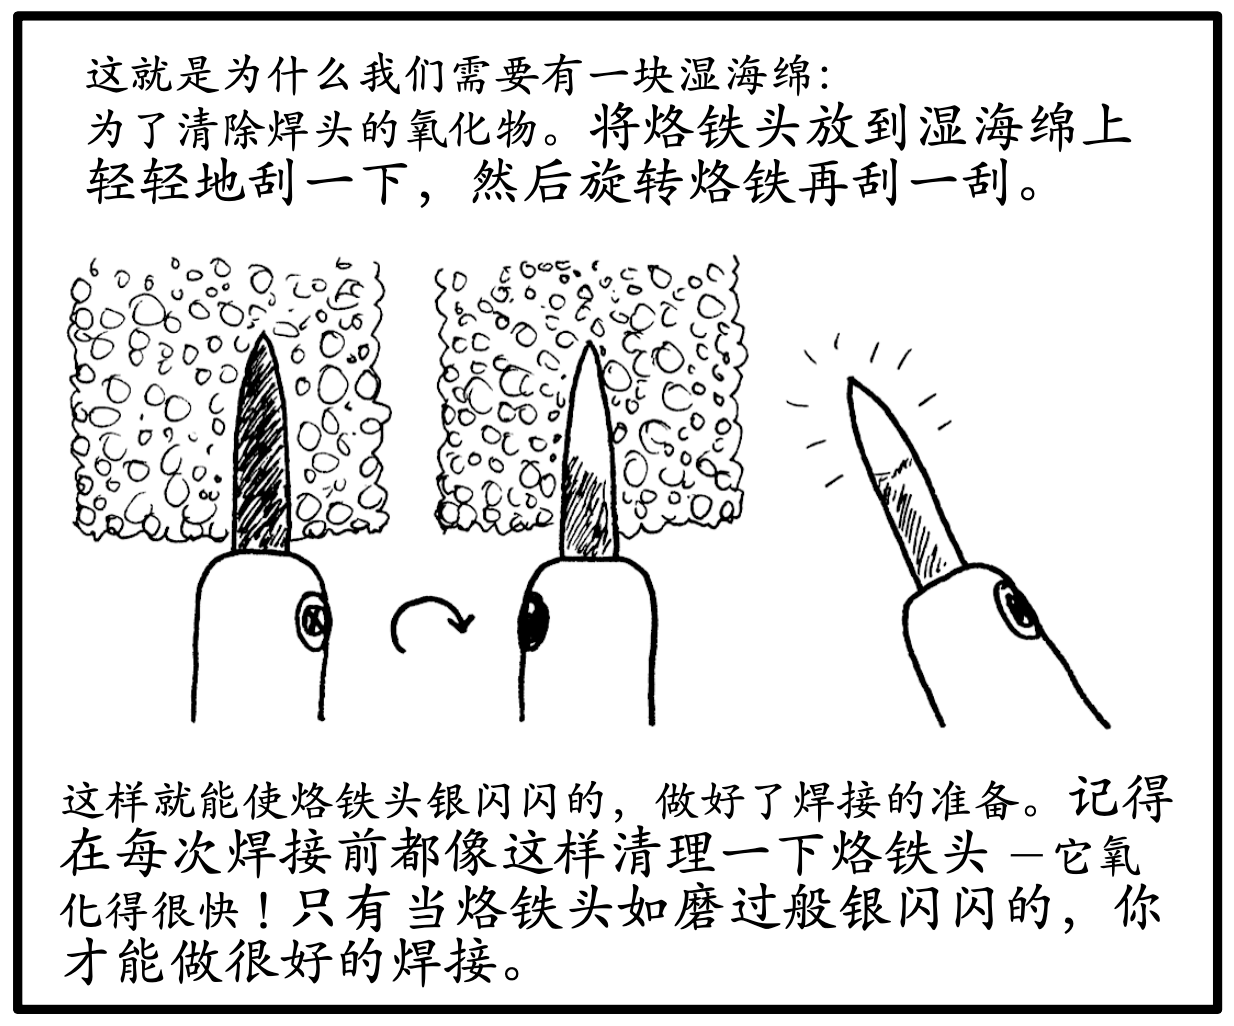 这就是为什么我们需要有一块湿海绵：
为了清除焊头的氧化物。将烙铁头放到湿海绵上
轻轻地刮一下，然后旋转烙铁再刮一刮。
这样就能使烙铁头银闪闪的，做好了焊接的准备。记得
在每次焊接前都像这样清理一下烙铁头 －它氧
化得很快！只有当烙铁头如磨过般银闪闪的，你
才能做很好的焊接。